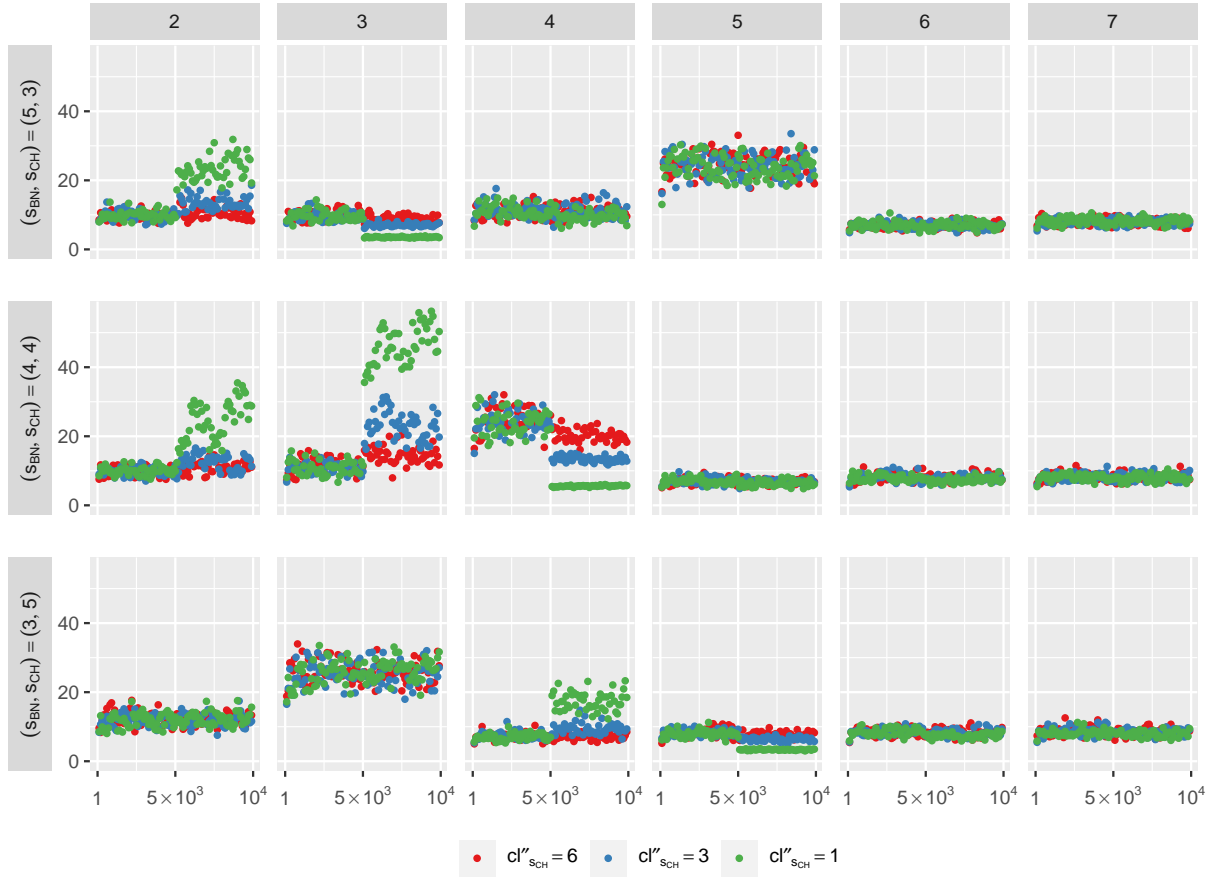 2 3 4 5 6 7
(s_BN, s_CH) = (5, 3)
40
20
0
(s_BN, s_CH) = (4, 4)
40
20
0
(s_BN, s_CH) = (3, 5)
40
20
0
1 5×10³ 10⁴ 1 5×10³ 10⁴ 1 5×10³ 10⁴ 1 5×10³ 10⁴ 1 5×10³ 10⁴ 1 5×10³ 10⁴
cl″_{s_CH} = 6 cl″_{s_CH} = 3 cl″_{s_CH} = 1